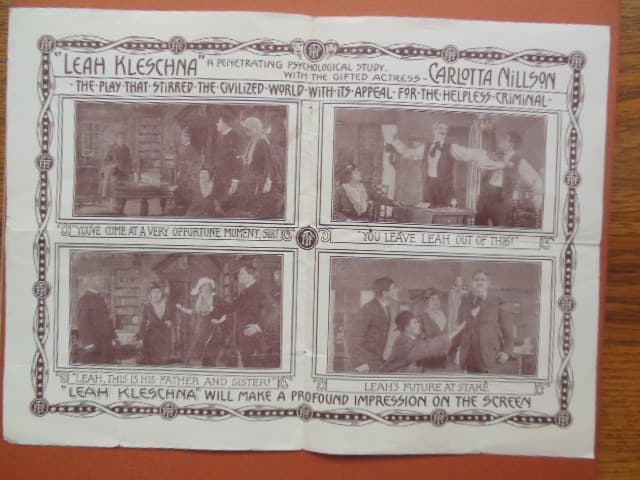 "LEAH KLESCHNA" A PENETRATING PSYCHOLOGICAL STUDY,
WITH THE GIFTED ACTRESS - CARLOTTA NILLSON
· THE PLAY · THAT · STIRRED · THE · CIVILIZED · WORLD · WITH · ITS · APPEAL · FOR · THE · HELPLESS · CRIMINAL ·
"YOU'VE COME AT A VERY OPPORTUNE MOMENT, SIR!"
"YOU LEAVE LEAH OUT OF THIS!"
"LEAH, THIS IS HIS FATHER AND SISTER!"
LEAH'S FUTURE AT STAKE
"LEAH KLESCHNA" WILL MAKE A PROFOUND IMPRESSION ON THE SCREEN